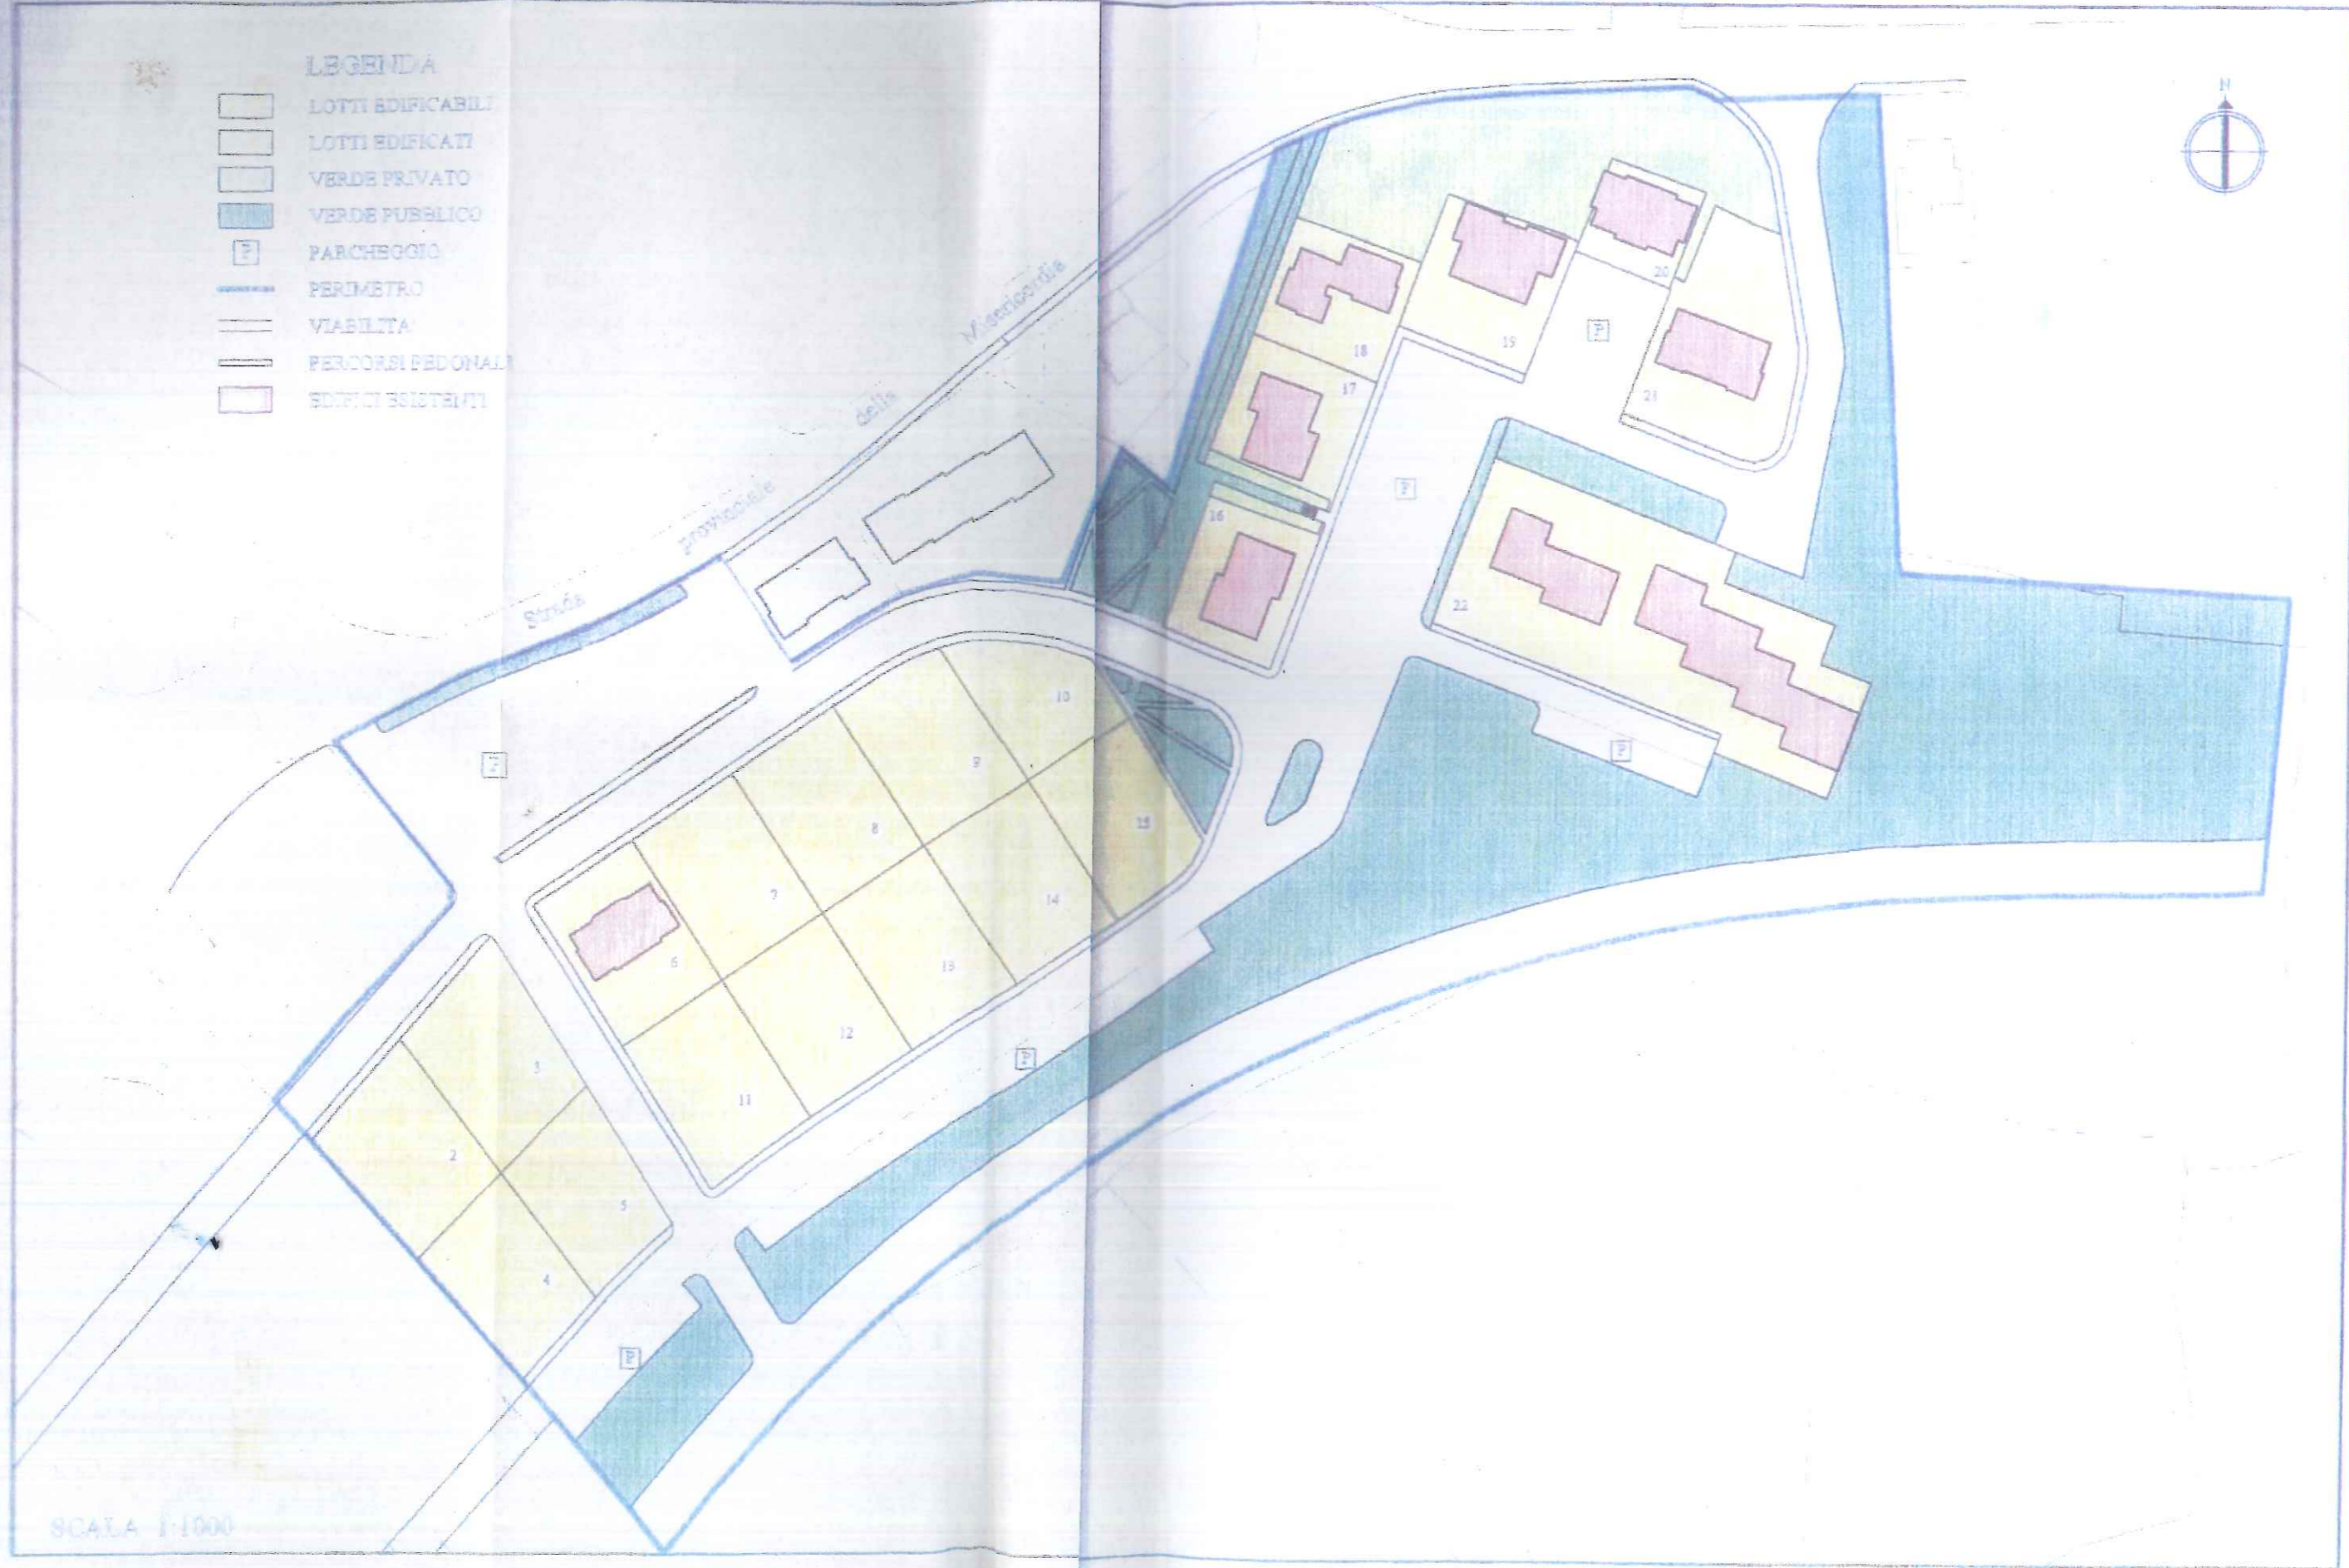 LEGENDA
LOTTI EDIFICABILI
LOTTI EDIFICATI
VERDE PRIVATO
VERDE PUBBLICO
P PARCHEGGIO
PERIMETRO
VIABILITA'
PERCORSI PEDONALI
EDIFICI ESISTENTI
N
Strada provinciale della Misericordia
20
P
18
19
17
21
P
16
22
10
P
P
9
15
8
7
14
6
13
12
P
3
11
2
5
4
P
SCALA 1:1000